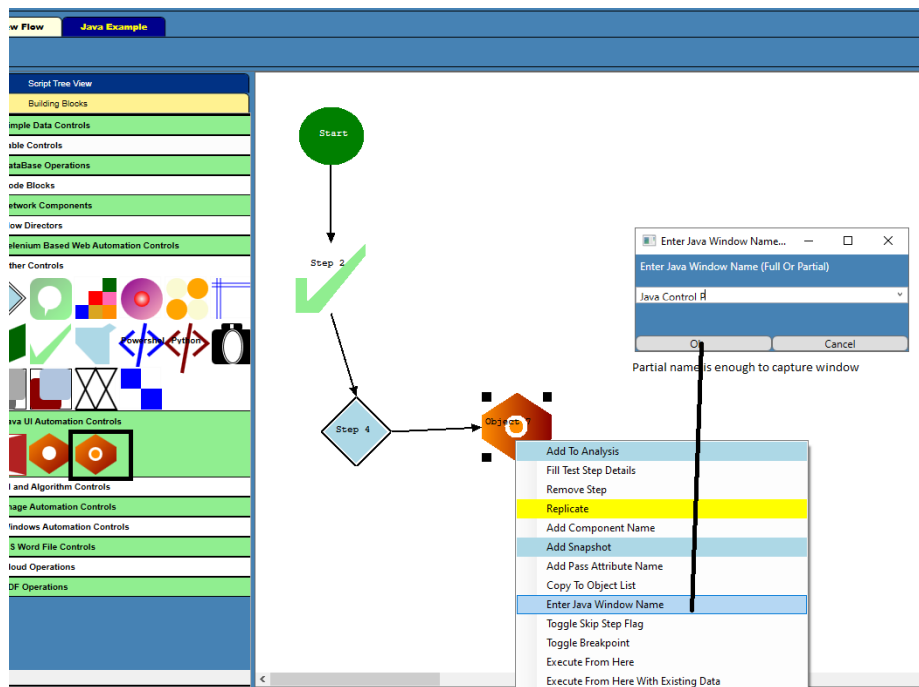 ew Flow
Java Example
Script Tree View
Building Blocks
imple Data Controls
able Controls
ataBase Operations
ode Blocks
etwork Components
low Directors
elenium Based Web Automation Controls
ther Controls
Powershel
Python
ava UI Automation Controls
I and Algorithm Controls
mage Automation Controls
Vindows Automation Controls
S Word File Controls
loud Operations
DF Operations
Start
Step 2
Step 4
Object 7
Add To Analysis
Fill Test Step Details
Remove Step
Replicate
Add Component Name
Add Snapshot
Add Pass Attribute Name
Copy To Object List
Enter Java Window Name
Toggle Skip Step Flag
Toggle Breakpoint
Execute From Here
Execute From Here With Existing Data
Enter Java Window Name...
Enter Java Window Name (Full Or Partial)
Java Control P
Ok
Cancel
Partial name is enough to capture window